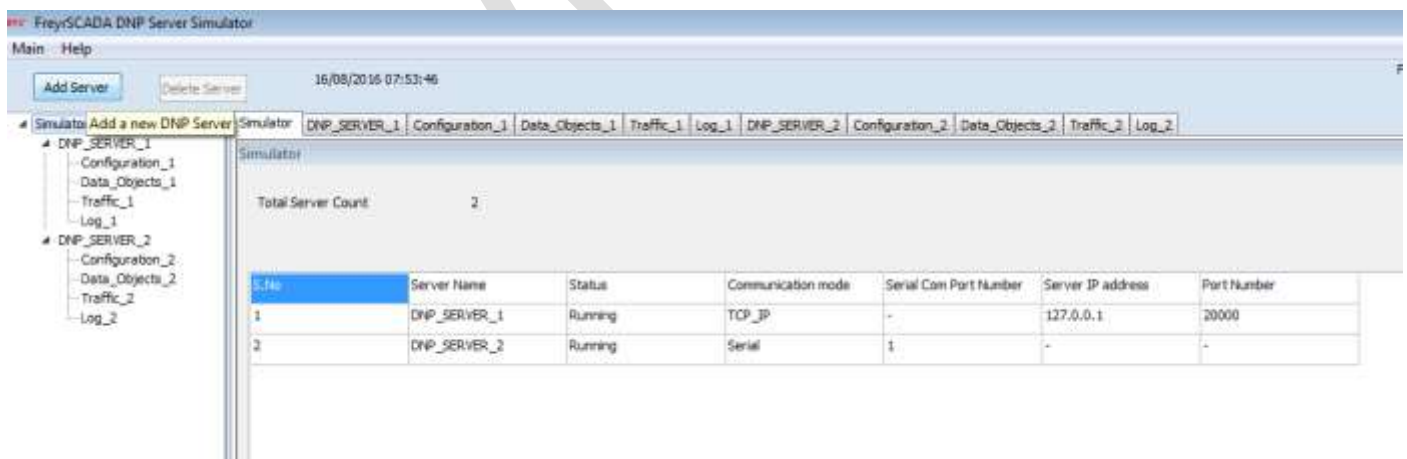 FreyrSCADA DNP Server Simulator
Main Help
Add Server Delete Server 16/08/2016 07:53:46 F
Add a new DNP Server
Simulator DNP_SERVER_1 Configuration_1 Data_Objects_1 Traffic_1 Log_1 DNP_SERVER_2 Configuration_2 Data_Objects_2 Traffic_2 Log_2
DNP_SERVER_1
Configuration_1
Data_Objects_1
Traffic_1
Log_1
DNP_SERVER_2
Configuration_2
Data_Objects_2
Traffic_2
Log_2
Simulator
Total Server Count 2
S.No Server Name Status Communication mode Serial Com Port Number Server IP address Port Number
1 DNP_SERVER_1 Running TCP_IP - 127.0.0.1 20000
2 DNP_SERVER_2 Running Serial 1 - -